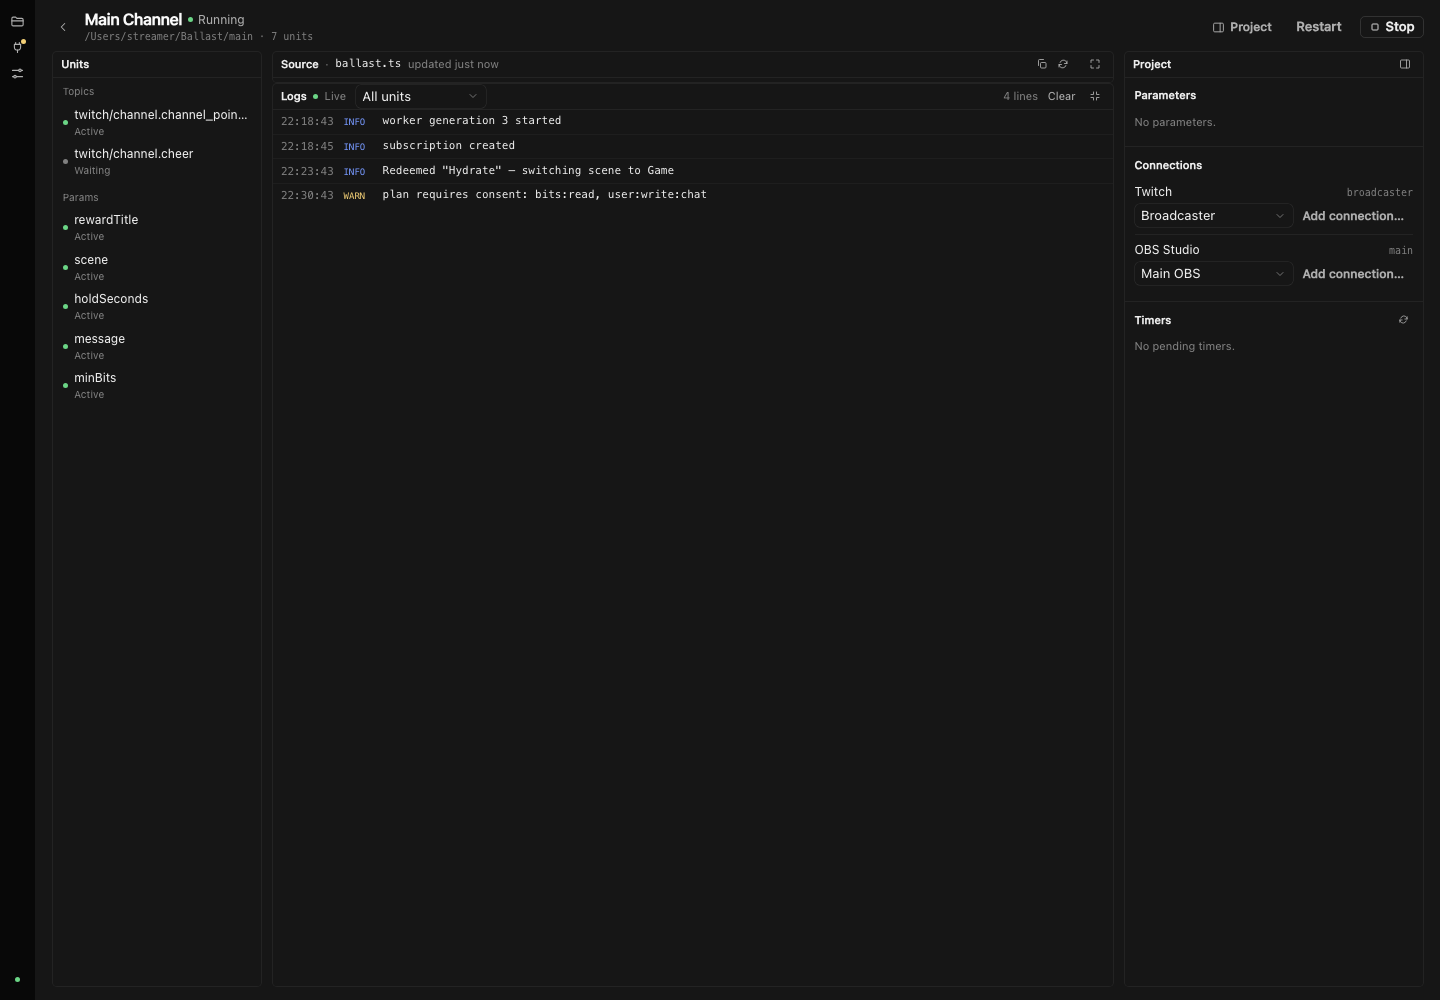 Main Channel Running
/Users/streamer/Ballast/main · 7 units
Project
Restart
Stop
Units
Topics
twitch/channel.channel_poin...
Active
twitch/channel.cheer
Waiting
Params
rewardTitle
Active
scene
Active
holdSeconds
Active
message
Active
minBits
Active
Source · ballast.ts updated just now
Logs Live All units 4 lines Clear
22:18:43 INFO worker generation 3 started
22:18:45 INFO subscription created
22:23:43 INFO Redeemed "Hydrate" — switching scene to Game
22:30:43 WARN plan requires consent: bits:read, user:write:chat
Project
Parameters
No parameters.
Connections
Twitch broadcaster
Broadcaster Add connection...
OBS Studio main
Main OBS Add connection...
Timers
No pending timers.